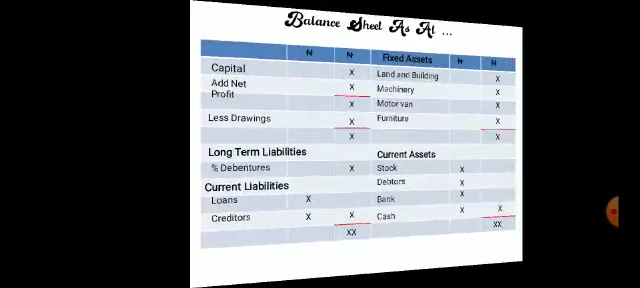 Balance Sheet As At ...
₦ ₦ Fixed Assets ₦ ₦
Capital X Land and Building X
Add Net Profit X Machinery X
X Motor van X
Less Drawings X Furniture X
X X
Long Term Liabilities Current Assets
% Debentures X Stock X
Current Liabilities Debtors X
Loans X Bank X
Creditors X X Cash X X
XX XX